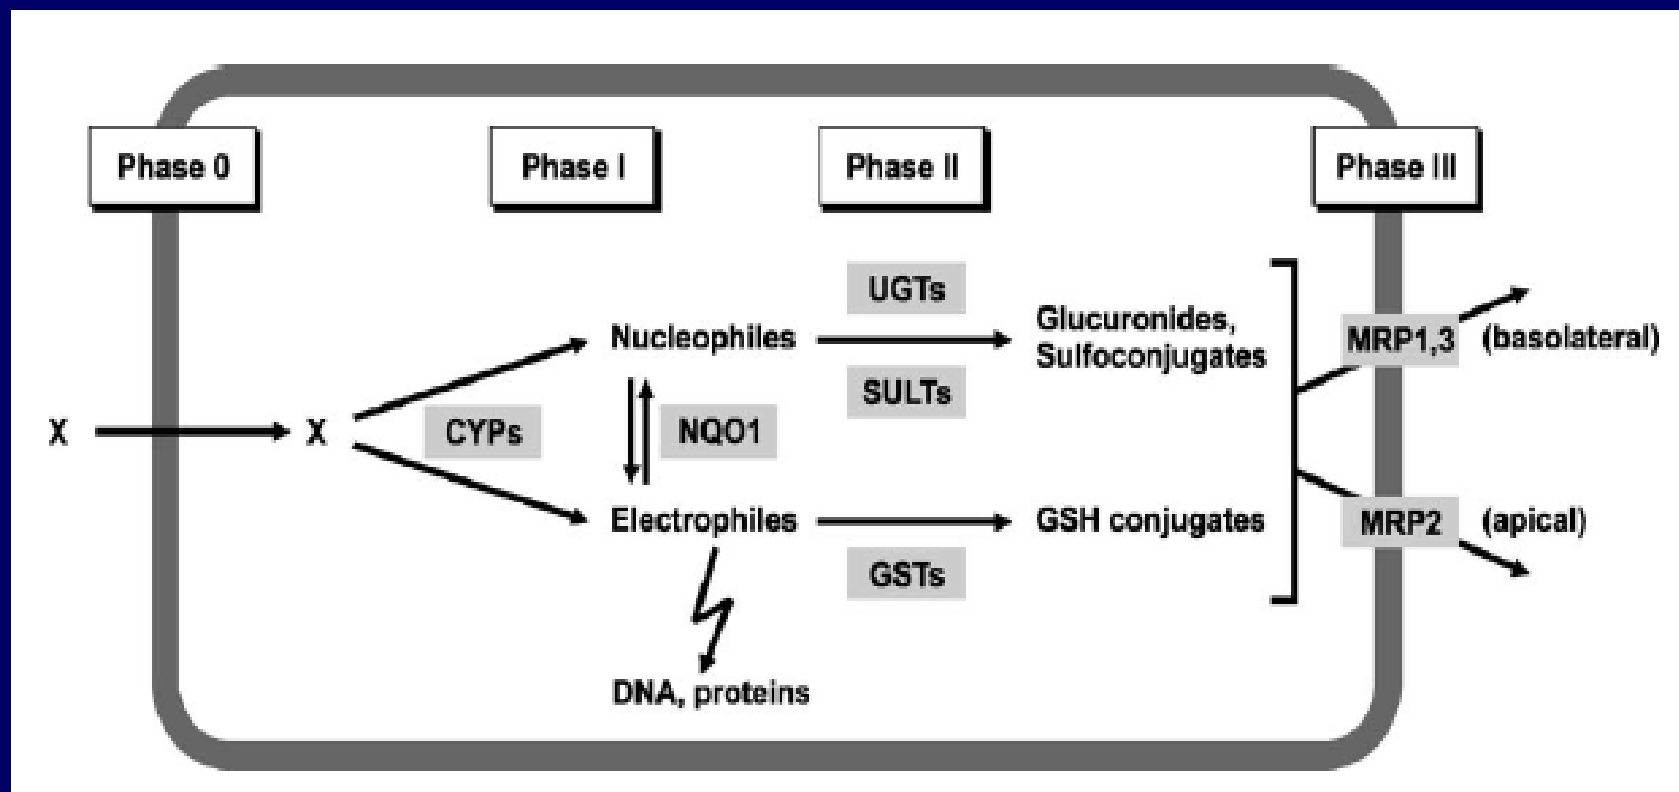 Phase 0
Phase I
Phase II
Phase III
UGTs
Nucleophiles
Glucuronides,
Sulfoconjugates
MRP1,3 (basolateral)
SULTs
X
X
CYPs
NQO1
Electrophiles
GSH conjugates
MRP2 (apical)
GSTs
DNA, proteins